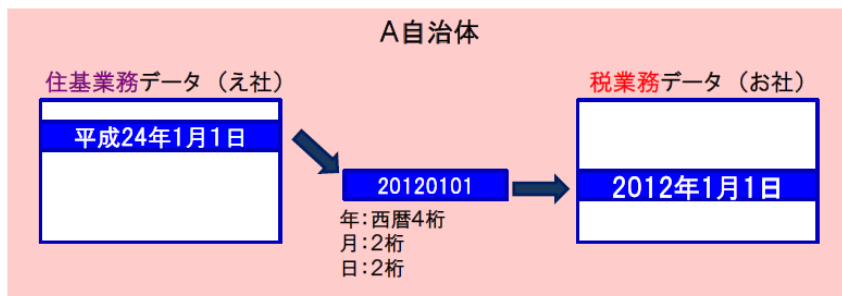 A自治体
住基業務データ（え社）
税業務データ（お社）
平成24年1月1日
20120101
2012年1月1日
年：西暦4桁
月：2桁
日：2桁